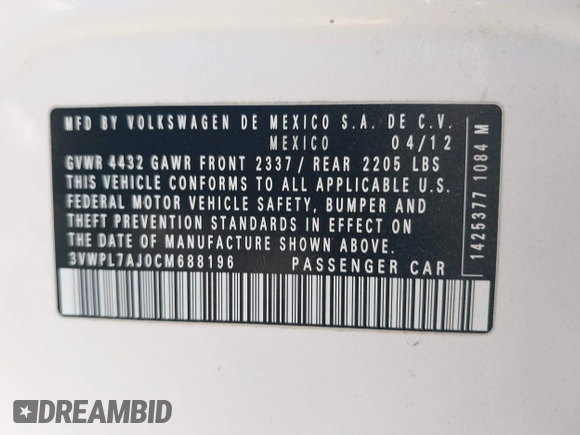 MFD BY VOLKSWAGEN DE MEXICO S.A. DE C.V.
MEXICO 04/12
GVWR 4432 GAWR FRONT 2337/ REAR 2205 LBS
THIS VEHICLE CONFORMS TO ALL APPLICABLE U.S.
FEDERAL MOTOR VEHICLE SAFETY, BUMPER AND
THEFT PREVENTION STANDARDS IN EFFECT ON
THE DATE OF MANUFACTURE SHOWN ABOVE.
3VWPL7AJ0CM688196 PASSENGER CAR
1425377 1084 M
DREAMBID